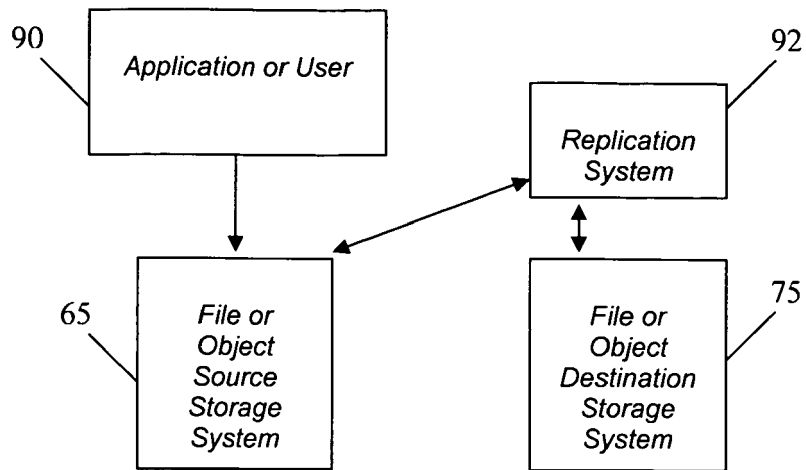 90
Application or User
92
Replication
System
65
File or
Object
Source
Storage
System
75
File or
Object
Destination
Storage
System